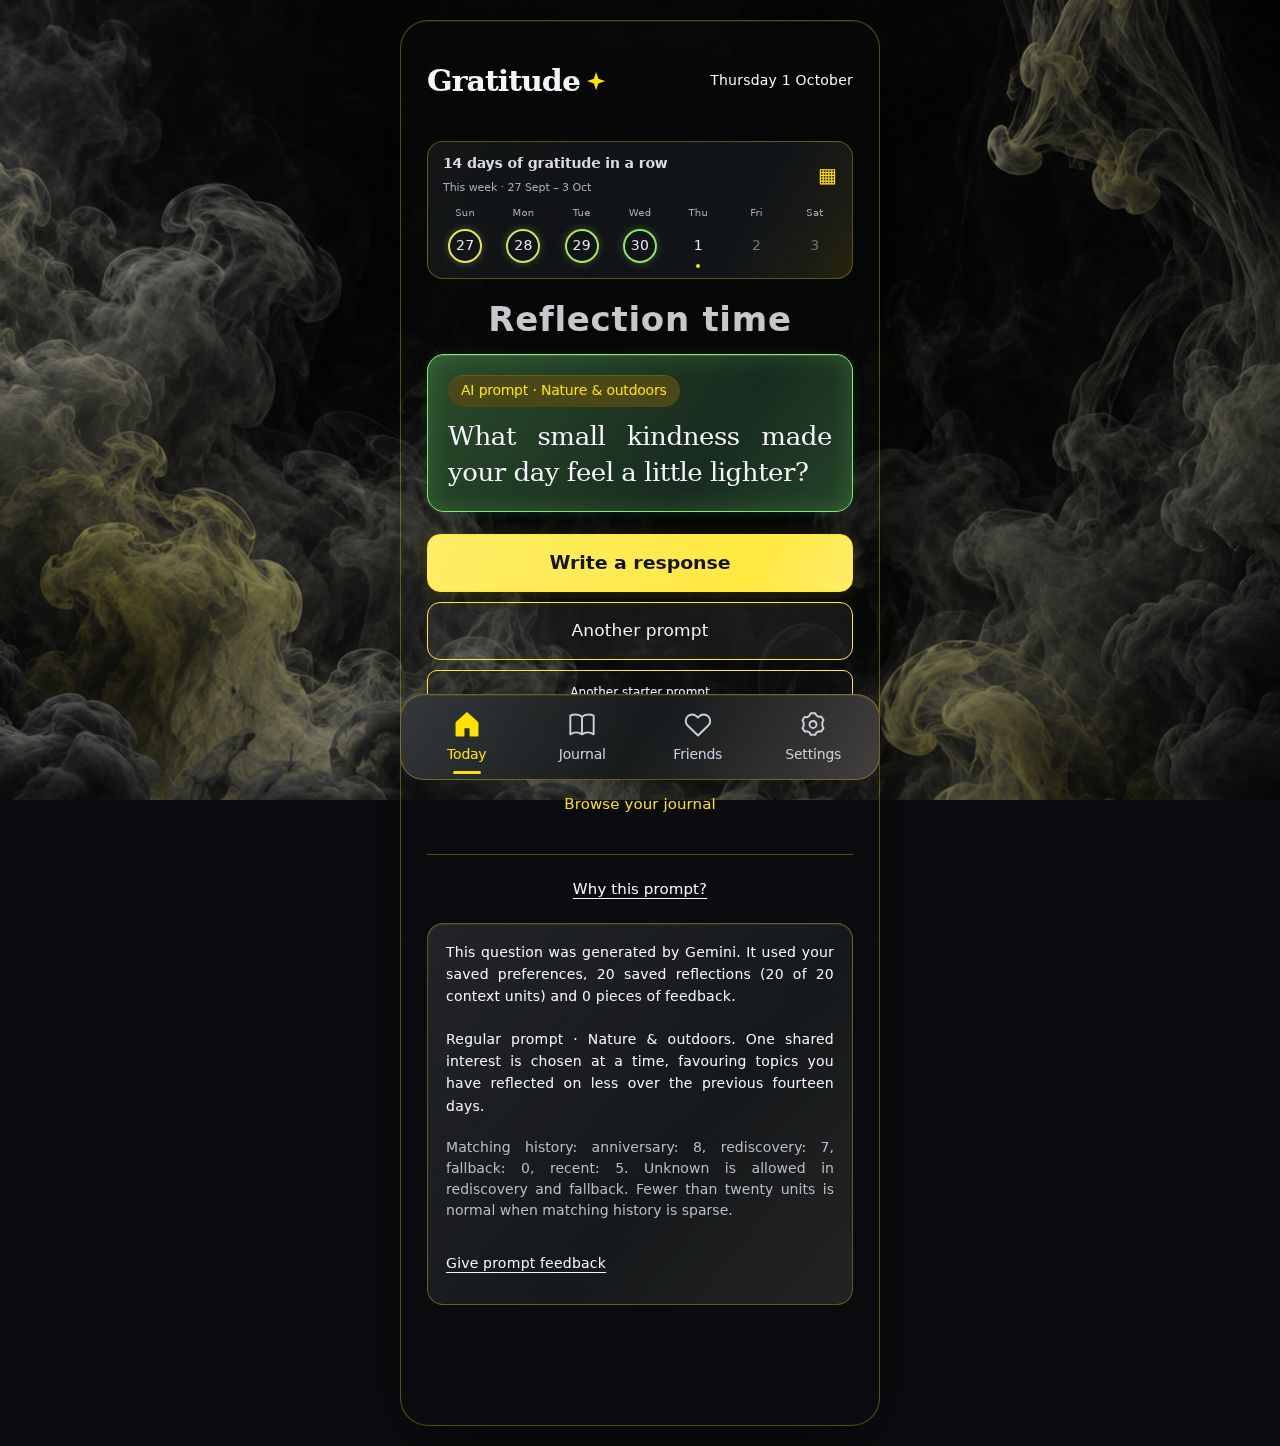 Gratitude
Thursday 1 October
14 days of gratitude in a row
This week · 27 Sept – 3 Oct
Sun Mon Tue Wed Thu Fri Sat
27 28 29 30 1 2 3
Reflection time
AI prompt · Nature & outdoors
What small kindness made
your day feel a little lighter?
Write a response
Another prompt
Another starter prompt
Today Journal Friends Settings
Browse your journal
Why this prompt?
This question was generated by Gemini. It used your
saved preferences, 20 saved reflections (20 of 20
context units) and 0 pieces of feedback.
Regular prompt · Nature & outdoors. One shared
interest is chosen at a time, favouring topics you
have reflected on less over the previous fourteen
days.
Matching history: anniversary: 8, rediscovery: 7,
fallback: 0, recent: 5. Unknown is allowed in
rediscovery and fallback. Fewer than twenty units is
normal when matching history is sparse.
Give prompt feedback